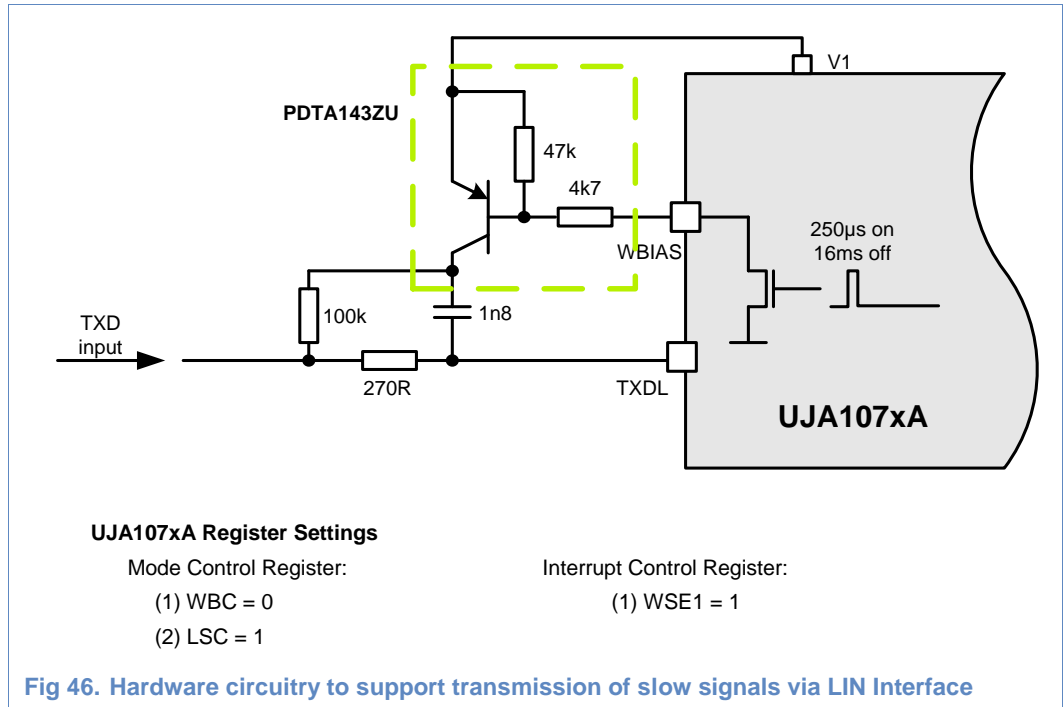 V1
PDTA143ZU
47k
4k7
WBIAS
250µs on
16ms off
100k
1n8
TXD
input
270R
TXDL
UJA107xA
UJA107xA Register Settings
Mode Control Register:
(1) WBC = 0
(2) LSC = 1
Interrupt Control Register:
(1) WSE1 = 1
Fig 46. Hardware circuitry to support transmission of slow signals via LIN Interface